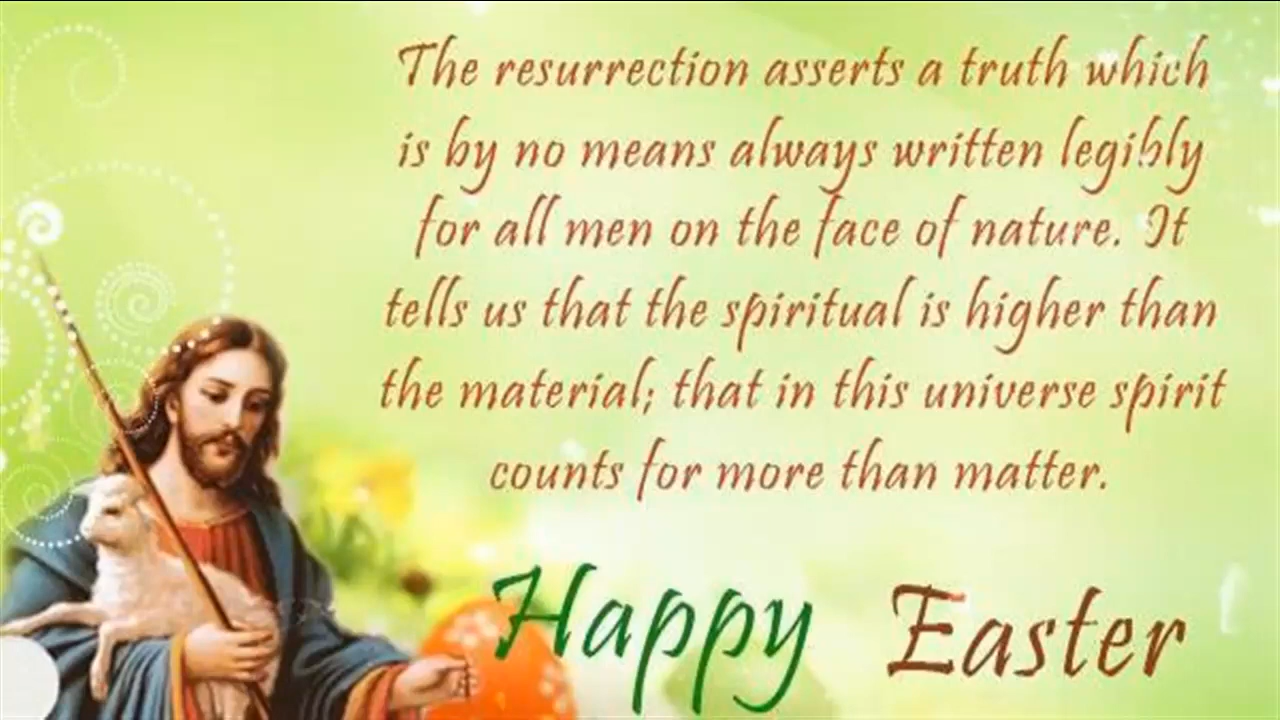 The resurrection asserts a truth which
is by no means always written legibly
for all men on the face of nature. It
tells us that the spiritual is higher than
the material; that in this universe spirit
counts for more than matter.
Happy Easter